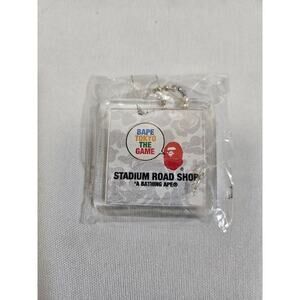 BAPE
TOKYO
THE
GAME
®
STADIUM ROAD SHOP
"A BATHING APE®